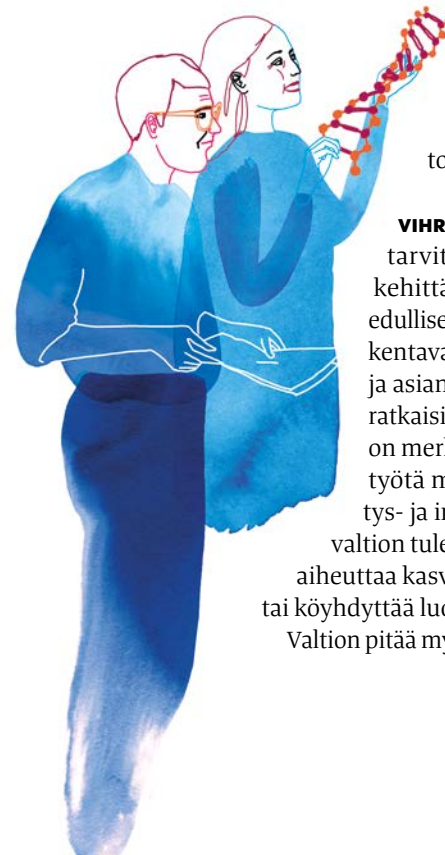 to
VIHR
tarvit
kehittä
edullise
kentava
ja asian
ratkaisi
on merk
työtä m
tys- ja in
valtion tule
aiheuttaa kasv
tai köyhdyttää luo
Valtion pitää my